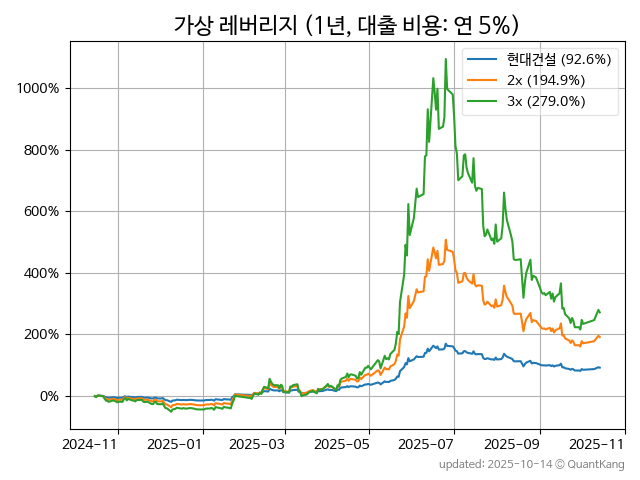 가상 레버리지 (1년, 대출 비용: 연 5%)
현대건설 (92.6%)
2x (194.9%)
3x (279.0%)
1000%
800%
600%
400%
200%
0%
2024-11 2025-01 2025-03 2025-05 2025-07 2025-09 2025-11
updated: 2025-10-14 © QuantKang